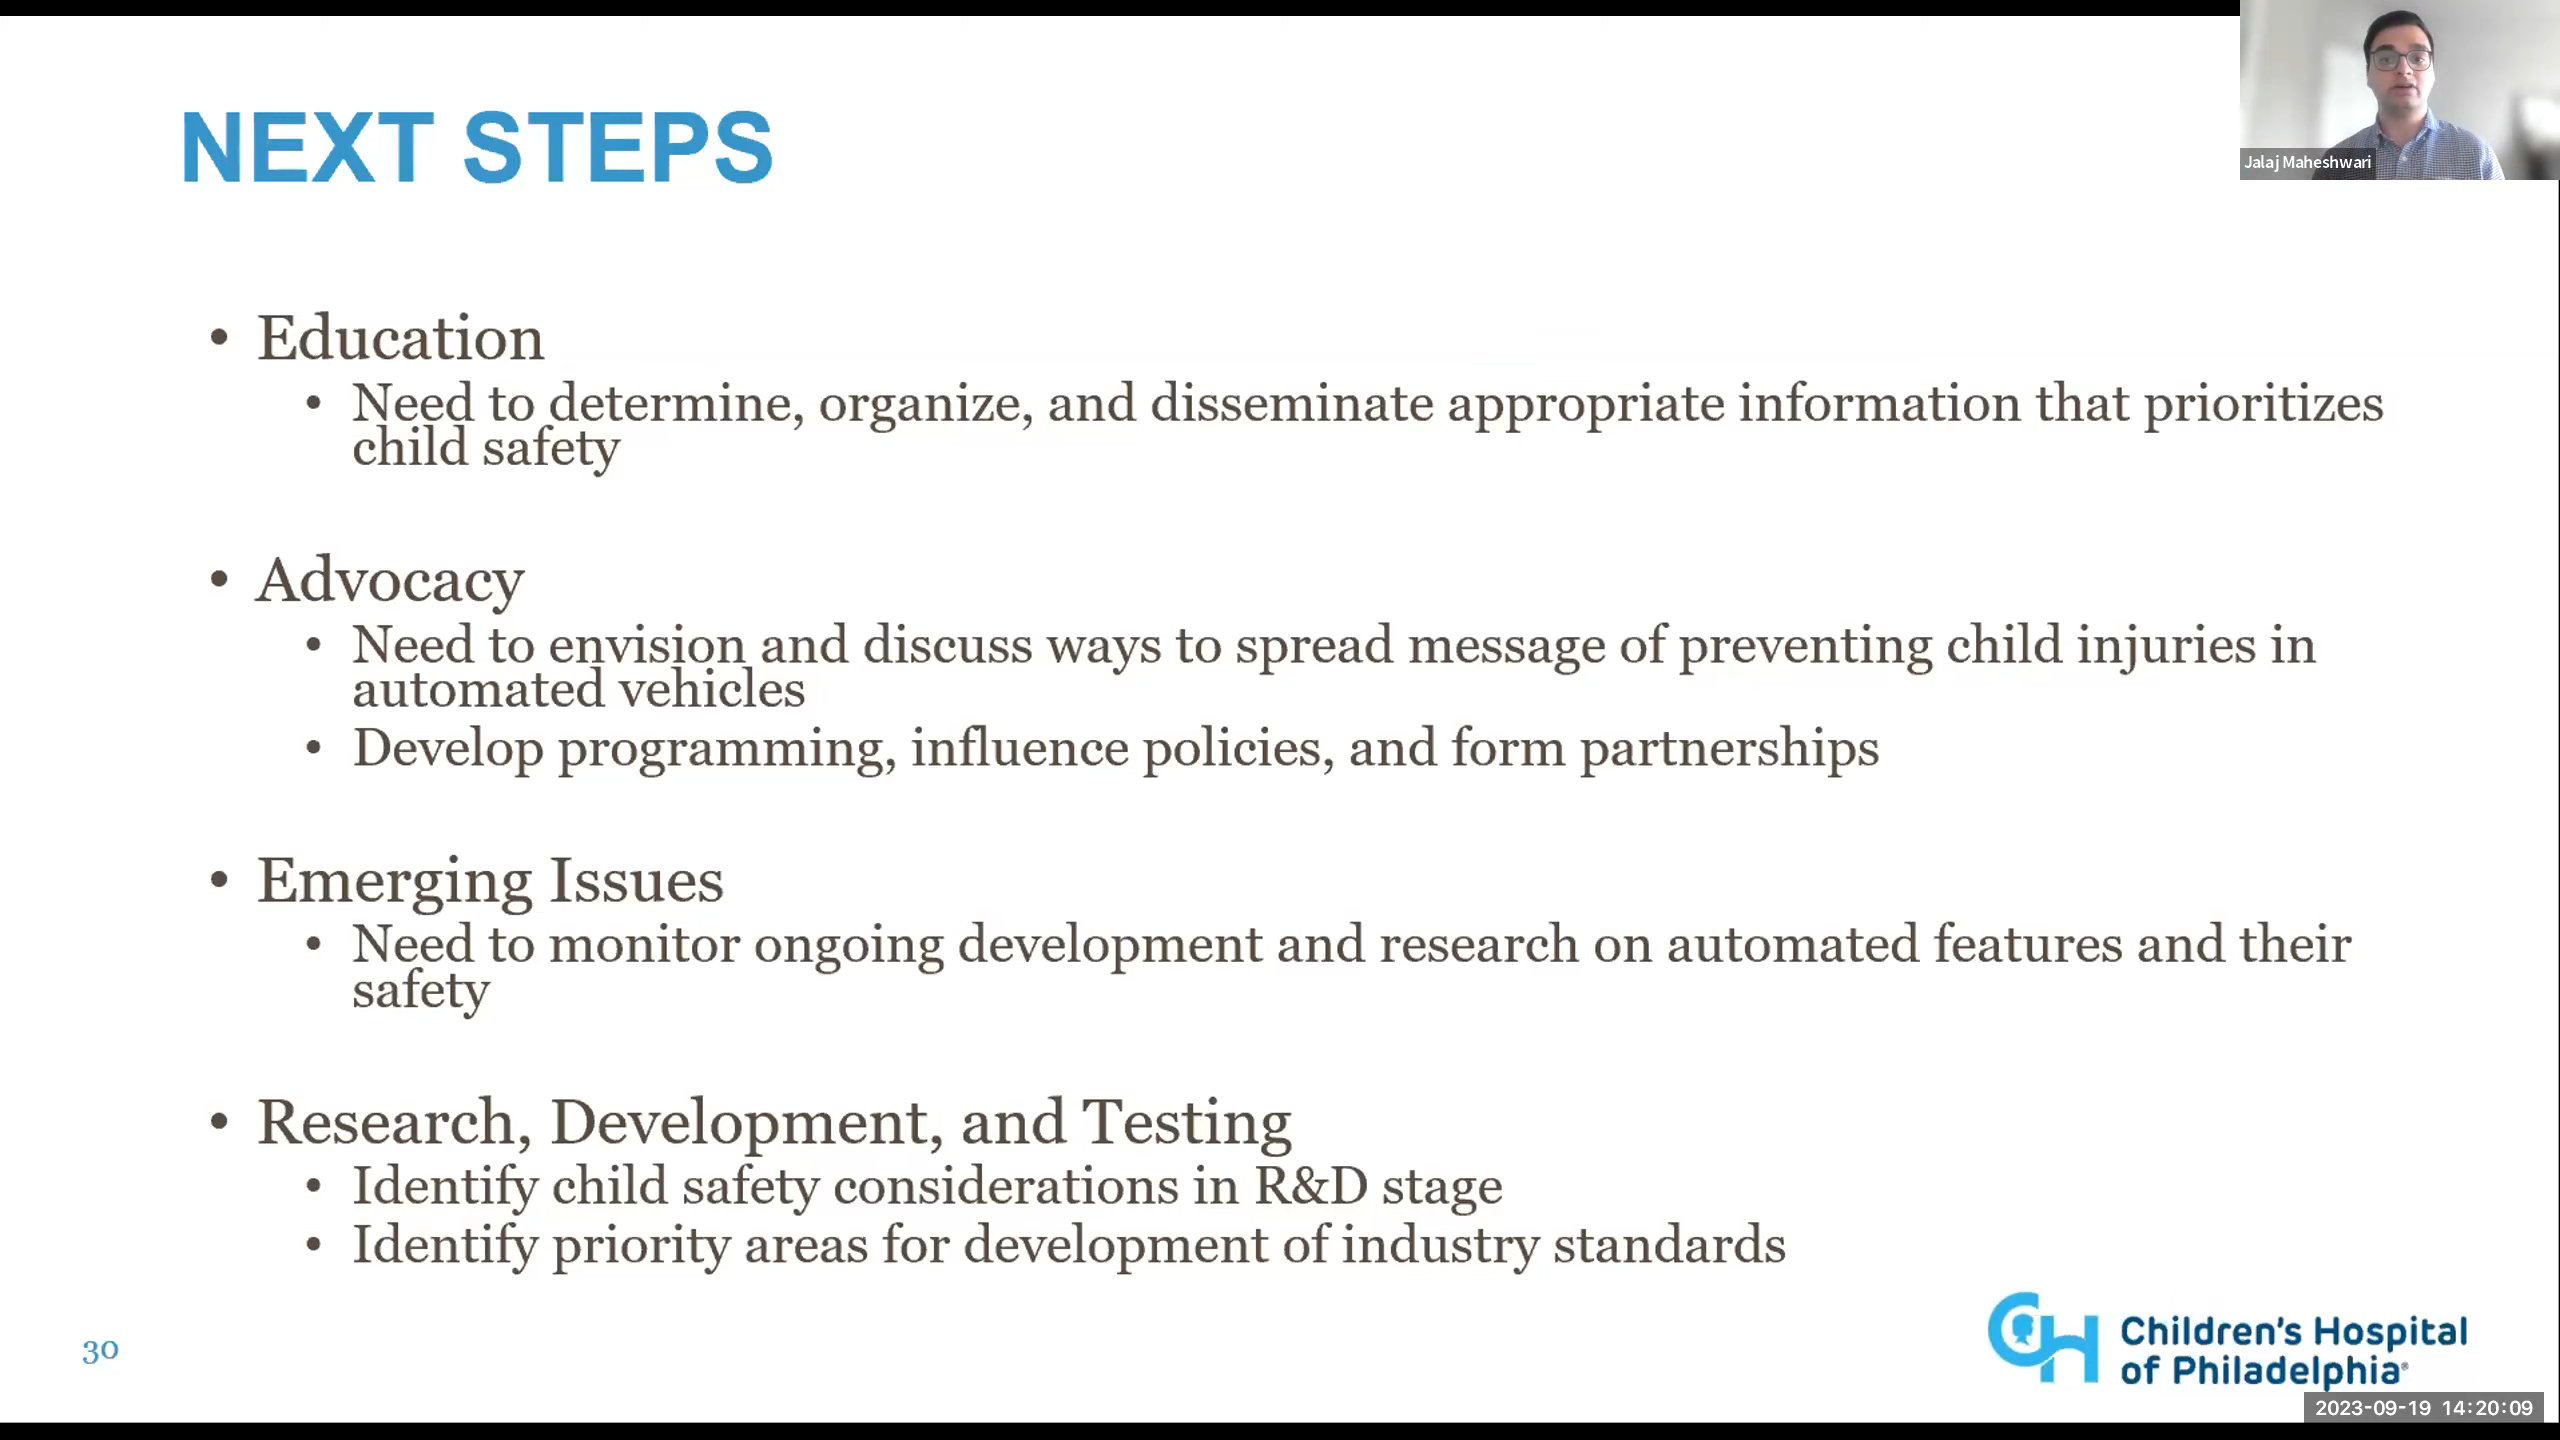 NEXT STEPS
Jalaj Maheshwari
• Education
• Need to determine, organize, and disseminate appropriate information that prioritizes
child safety
• Advocacy
• Need to envision and discuss ways to spread message of preventing child injuries in
automated vehicles
• Develop programming, influence policies, and form partnerships
• Emerging Issues
• Need to monitor ongoing development and research on automated features and their
safety
• Research, Development, and Testing
• Identify child safety considerations in R&D stage
• Identify priority areas for development of industry standards
30
CH Children's Hospital
of Philadelphia®
2023-09-19 14:20:09